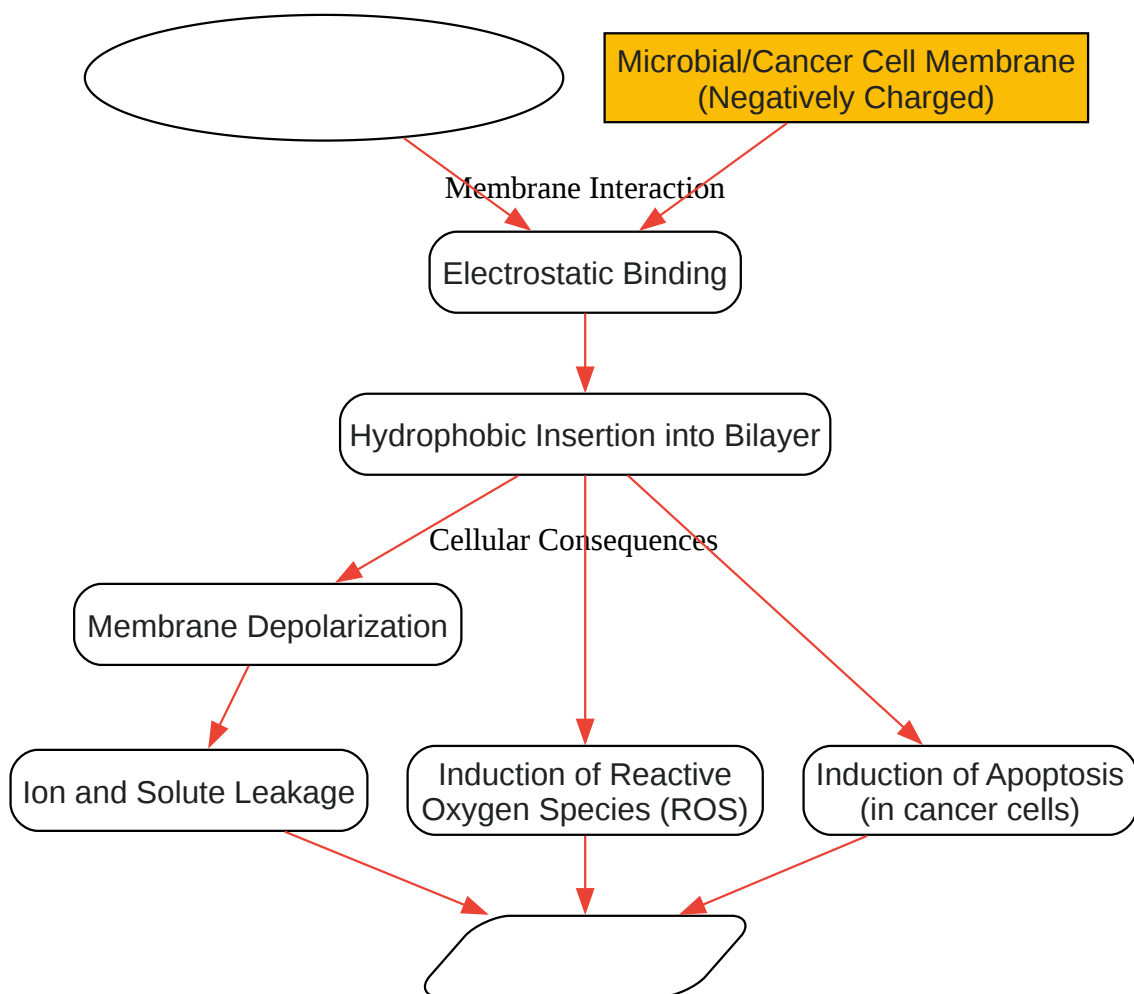 Microbial/Cancer Cell Membrane
(Negatively Charged)
Membrane Interaction
Electrostatic Binding
Hydrophobic Insertion into Bilayer
Cellular Consequences
Membrane Depolarization
Ion and Solute Leakage
Induction of Reactive
Oxygen Species (ROS)
Induction of Apoptosis
(in cancer cells)